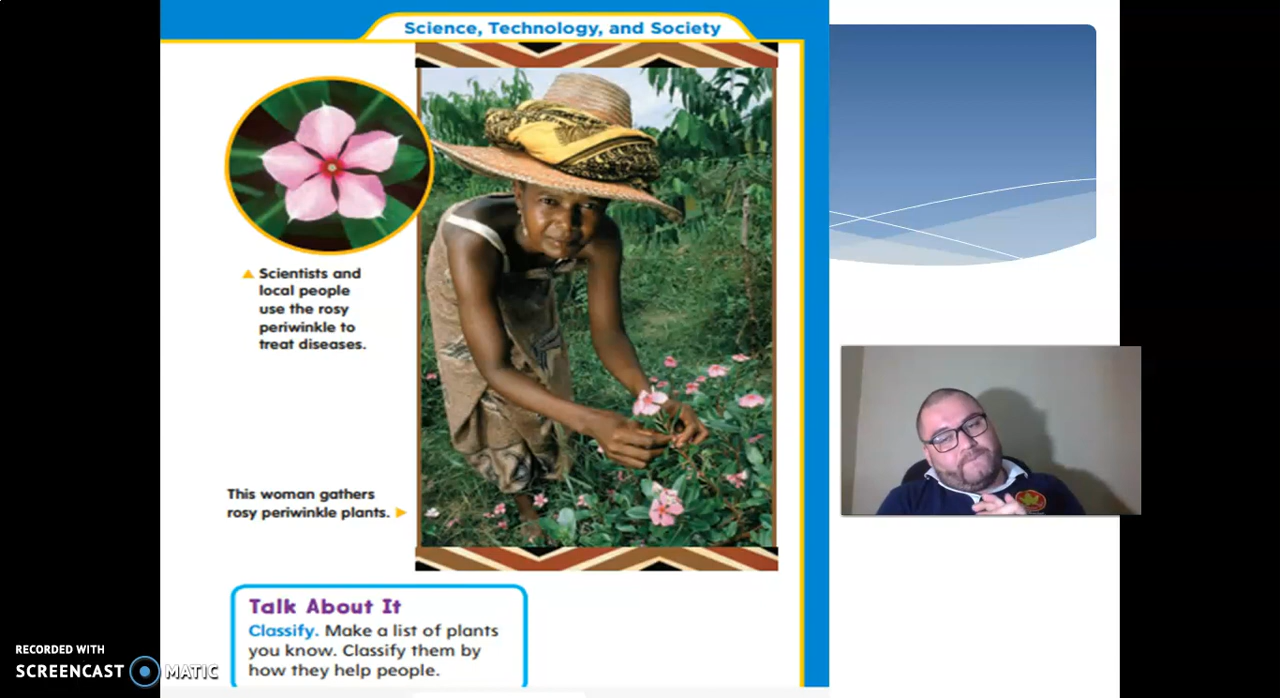 Science, Technology, and Society
▲ Scientists and
local people
use the rosy
periwinkle to
treat diseases.
This woman gathers
rosy periwinkle plants. ▶
Talk About It
Classify. Make a list of plants
you know. Classify them by
how they help people.
RECORDED WITH
SCREENCAST MATIC